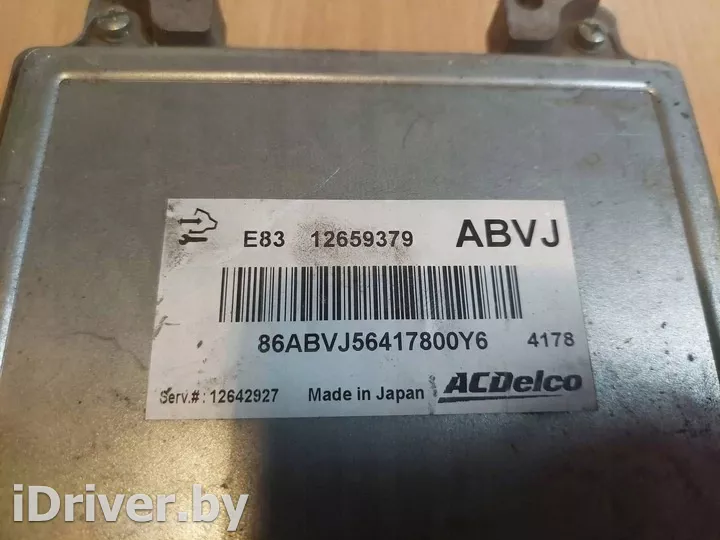 E83 12659379 ABVJ
86ABVJ56417800Y6 4178
Serv.#: 12642927 Made in Japan ACDelco
iDriver.by